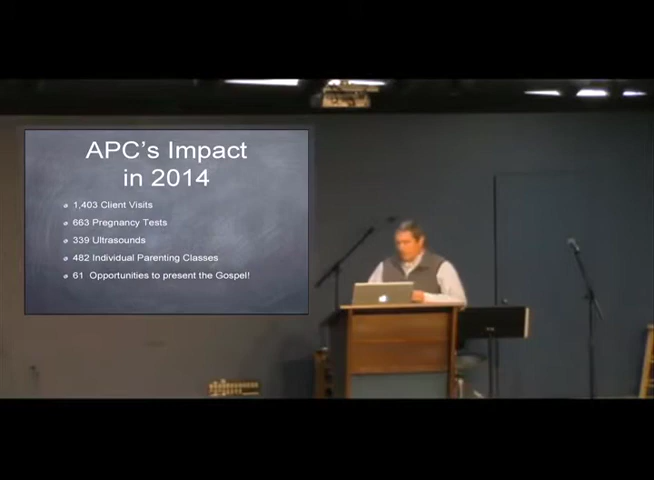 APC's Impact
in 2014
1,403 Client Visits
663 Pregnancy Tests
339 Ultrasounds
482 Individual Parenting Classes
61 Opportunities to present the Gospel!